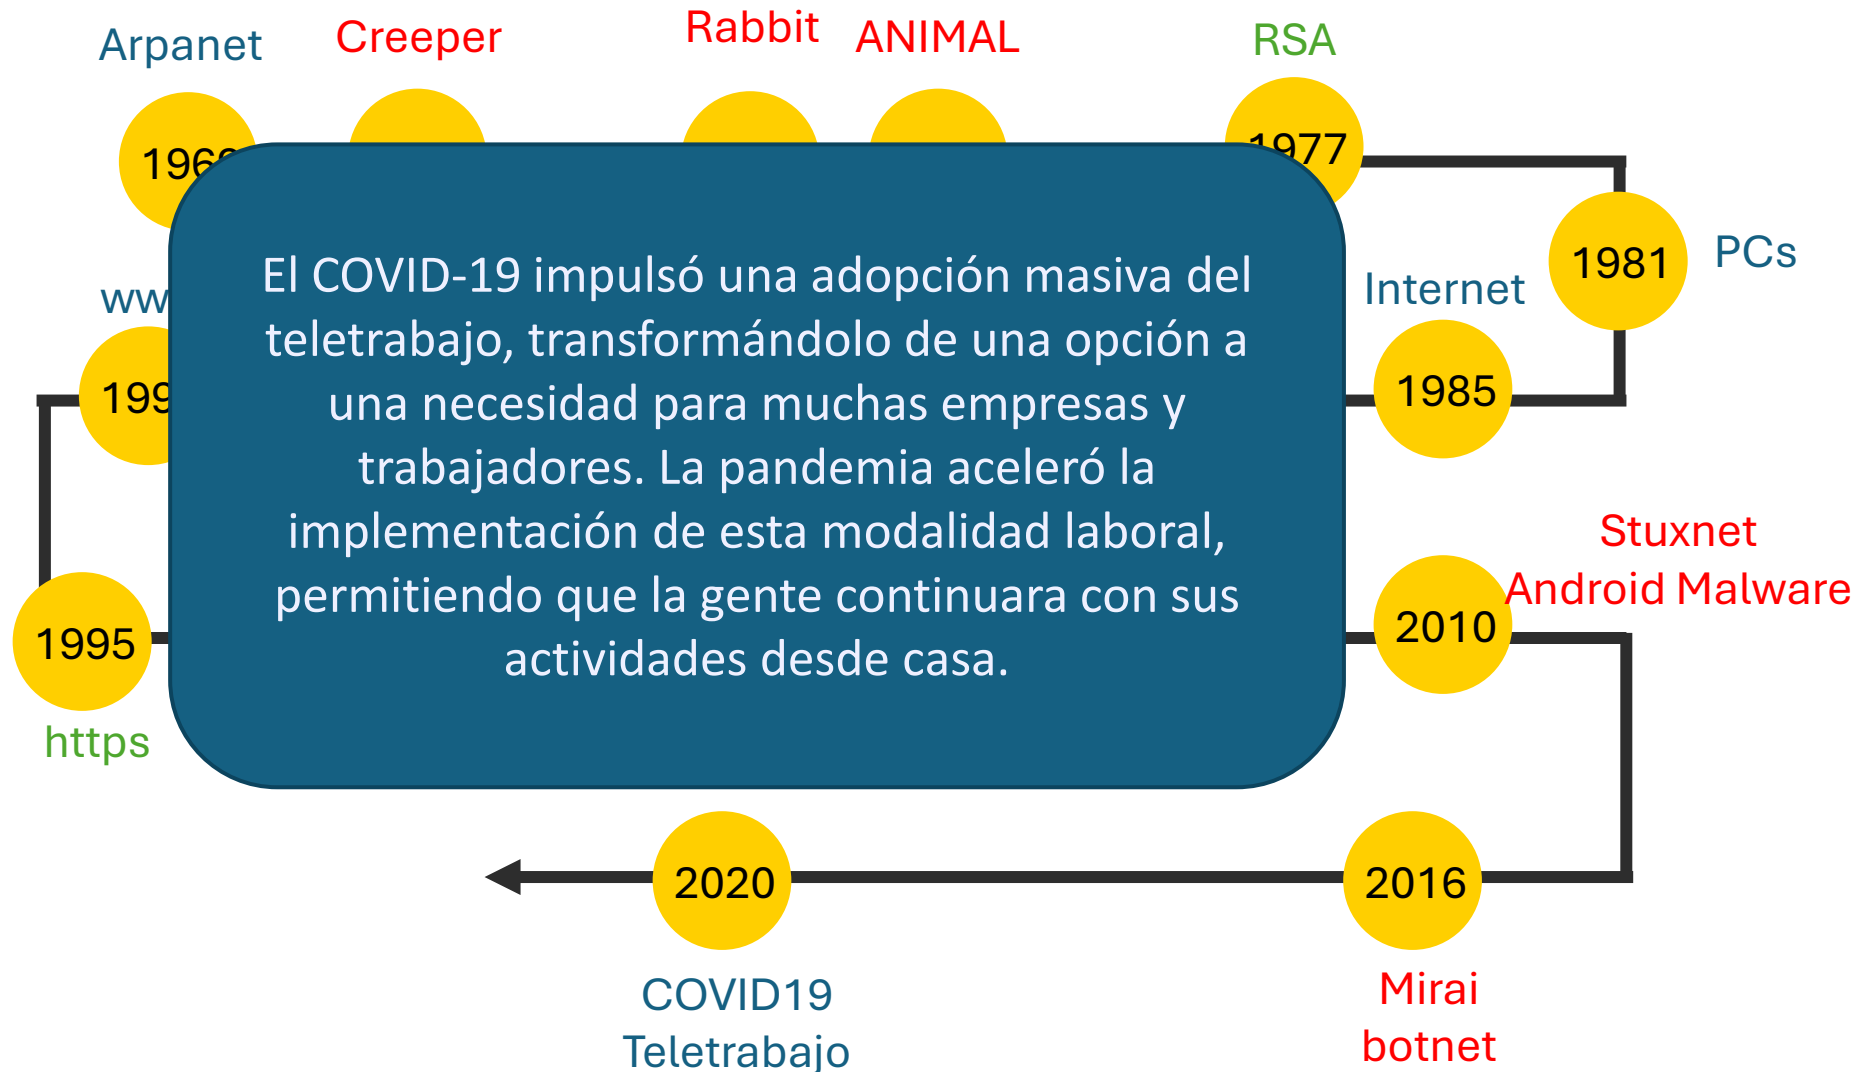 Arpanet
Creeper
Rabbit
ANIMAL
RSA
1977
1981
PCs
Internet
1985
El COVID-19 impulsó una adopción masiva del
teletrabajo, transformándolo de una opción a
una necesidad para muchas empresas y
trabajadores. La pandemia aceleró la
implementación de esta modalidad laboral,
permitiendo que la gente continuara con sus
actividades desde casa.
1995
https
Stuxnet
Android Malware
2010
2020
2016
COVID19
Teletrabajo
Mirai
botnet